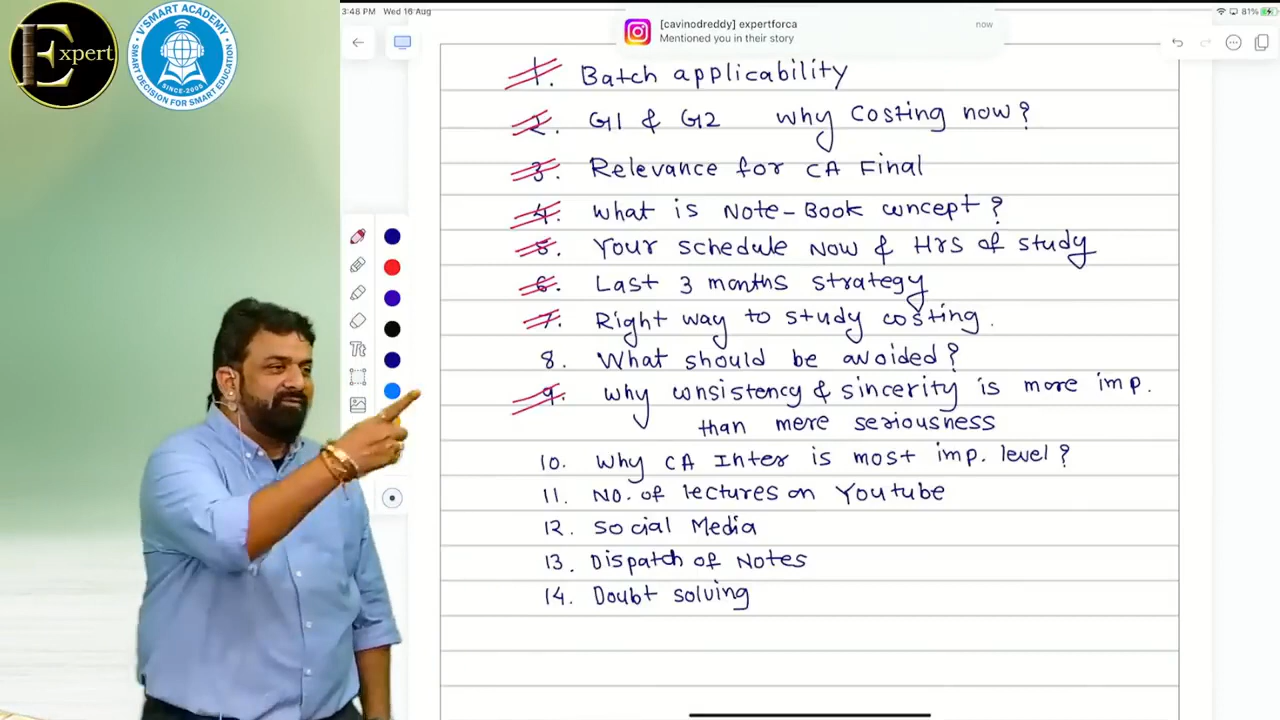 3:48 PM Wed 16 Aug
81%
[cavinodreddy] expertforca
now
Mentioned you in their story
Expert
V'SMART ACADEMY
SINCE-2005
SMART DECISION FOR SMART EDUCATION
Tt
1. Batch applicability
2. G1 & G2 why costing now?
3. Relevance for CA Final
4. What is Note-Book concept?
5. Your schedule Now & Hrs of study
6. Last 3 months strategy
7. Right way to study costing.
8. What should be avoided?
9. why consistency & sincerity is more imp.
than mere seriousness
10. Why CA Inter is most imp. level?
11. No. of lectures on Youtube
12. Social Media
13. Dispatch of Notes
14. Doubt solving